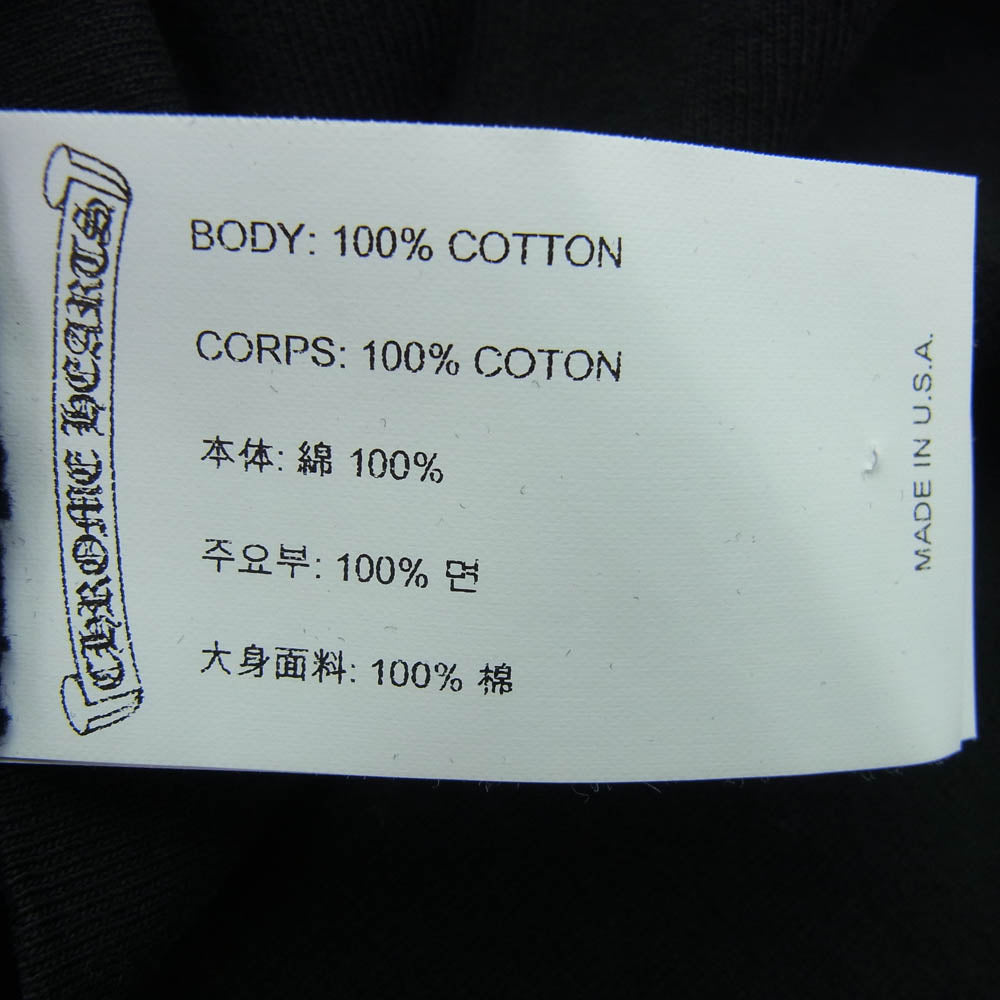 CHROME HEARTS
BODY: 100% COTTON
CORPS: 100% COTON
本体: 綿 100%
주요부: 100% 면
大身面料: 100% 棉
MADE IN U.S.A.